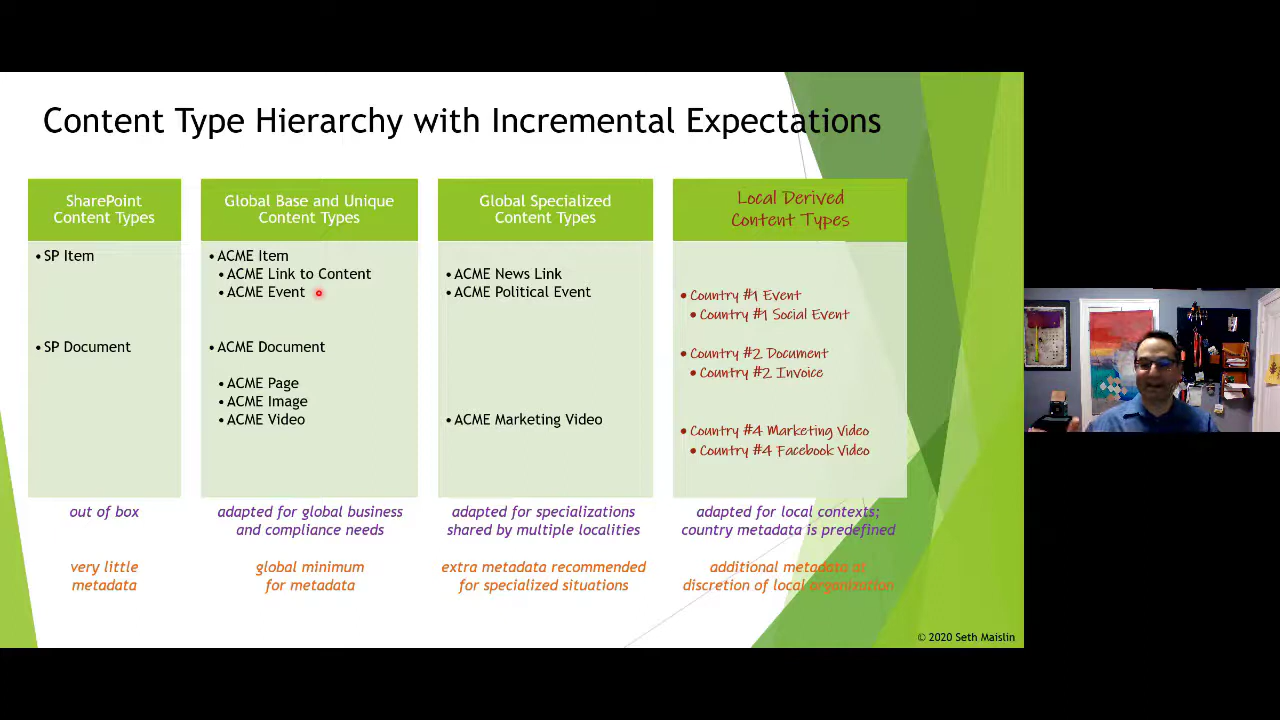 Content Type Hierarchy with Incremental Expectations
SharePoint
Content Types
• SP Item
• SP Document
out of box
very little
metadata
Global Base and Unique
Content Types
• ACME Item
• ACME Link to Content
• ACME Event
• ACME Document
• ACME Page
• ACME Image
• ACME Video
adapted for global business
and compliance needs
global minimum
for metadata
Global Specialized
Content Types
• ACME News Link
• ACME Political Event
• ACME Marketing Video
adapted for specializations
shared by multiple localities
extra metadata recommended
for specialized situations
Local Derived
Content Types
• Country #1 Event
• Country #1 Social Event
• Country #2 Document
• Country #2 Invoice
• Country #4 Marketing Video
• Country #4 Facebook Video
adapted for local contexts;
country metadata is predefined
additional metadata at
discretion of local organization
© 2020 Seth Maislin